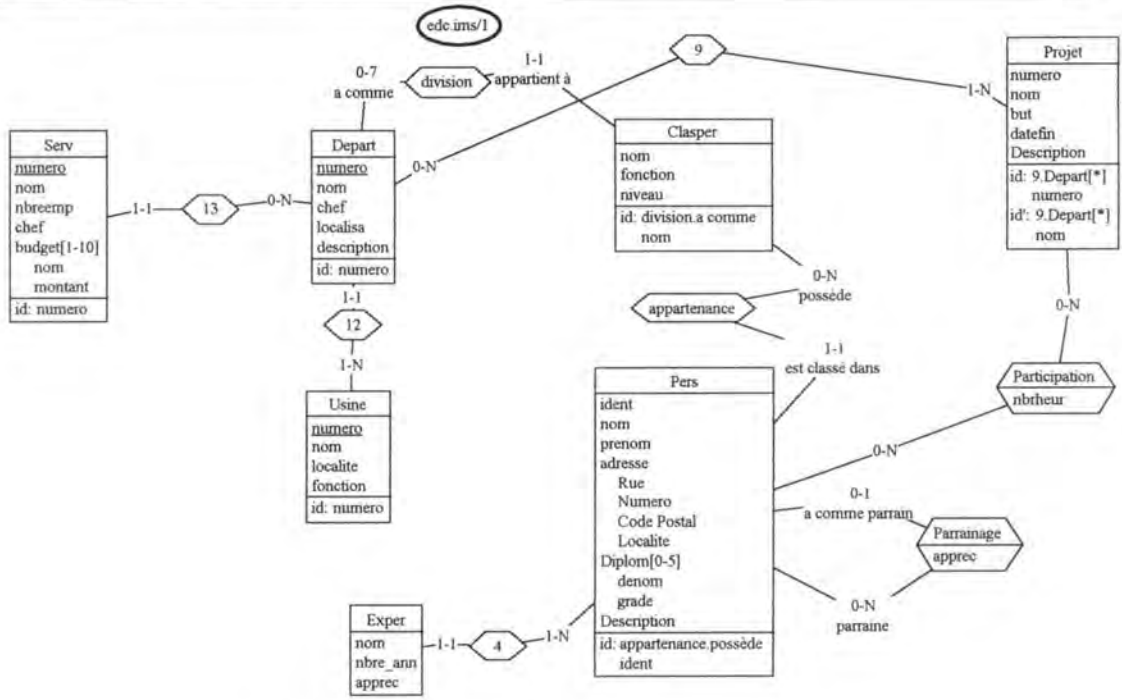 edc.ims/1
9
Projet
numero
nom
but
datefin
Description
id: 9.Depart[*]
numero
id': 9.Depart[*]
nom
0-7
a comme
division
1-1
appartient à
1-N
0-N
Serv
numero
nom
nbreemp
chef
budget[1-10]
nom
montant
id: numero
1-1
13
0-N
Depart
numero
nom
chef
localisa
description
id: numero
Clasper
nom
fonction
niveau
id: division.a comme
nom
1-1
12
1-N
Usine
numero
nom
localite
fonction
id: numero
0-N
possède
appartenance
1-1
est classé dans
0-N
Participation
nbrheur
0-N
Pers
ident
nom
prenom
adresse
Rue
Numero
Code Postal
Localite
Diplom[0-5]
denom
grade
Description
id: appartenance.possède
ident
0-1
a comme parrain
Parrainage
apprec
0-N
parraine
Exper
nom
nbre_ann
apprec
1-1
4
1-N